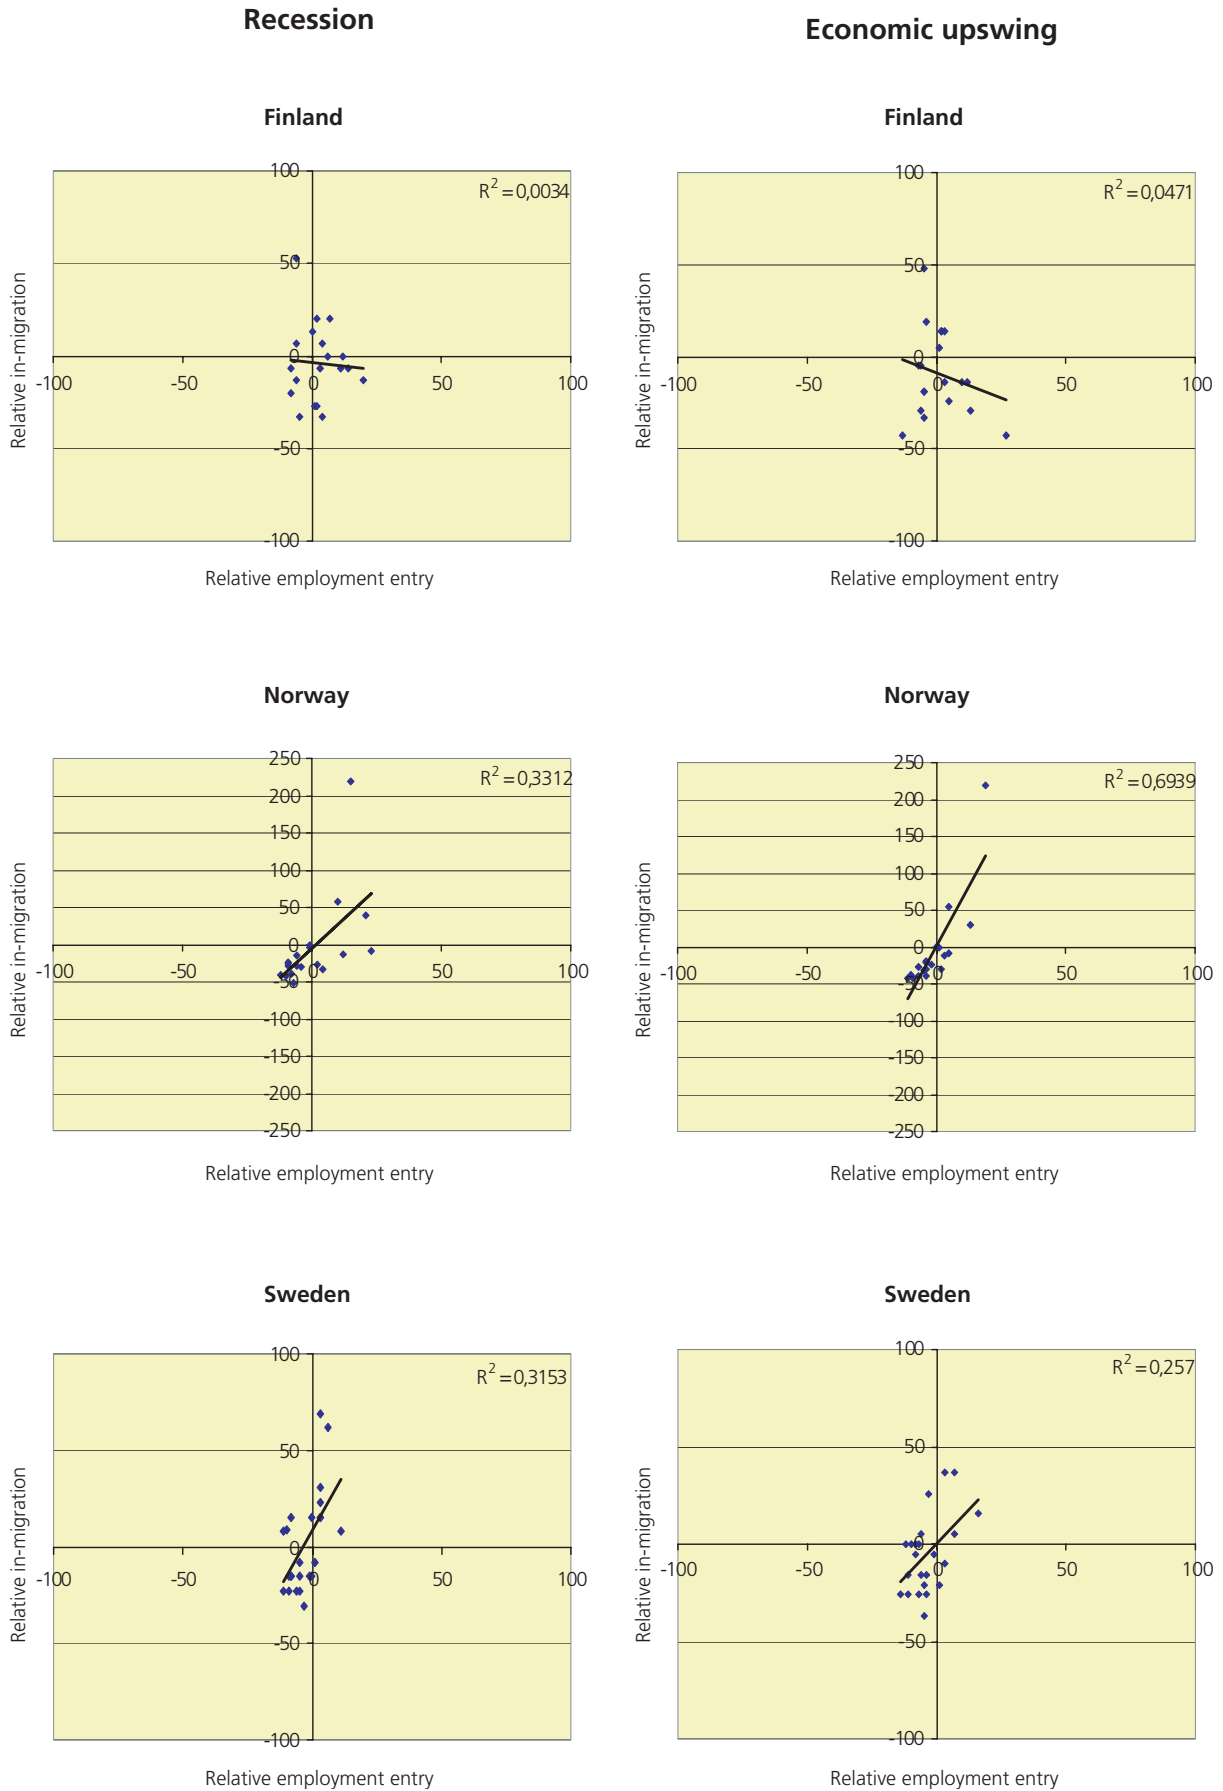 Recession
Economic upswing
Finland
100
R² = 0,0034
50
0
-100
-50
0
50
100
-50
-100
Relative in-migration
Relative employment entry
Finland
100
R² = 0,0471
50
0
-100
-50
0
50
100
-50
-100
Relative in-migration
Relative employment entry
Norway
250
R² = 0,3312
200
150
100
50
0
-100
-50
0
50
100
-50
-100
-150
-200
-250
Relative in-migration
Relative employment entry
Norway
250
R² = 0,6939
200
150
100
50
0
-100
-50
0
50
100
-50
-100
-150
-200
-250
Relative in-migration
Relative employment entry
Sweden
100
R² = 0,3153
50
0
-100
-50
0
50
100
-50
-100
Relative in-migration
Relative employment entry
Sweden
100
R² = 0,257
50
0
-100
-50
0
50
100
-50
-100
Relative in-migration
Relative employment entry